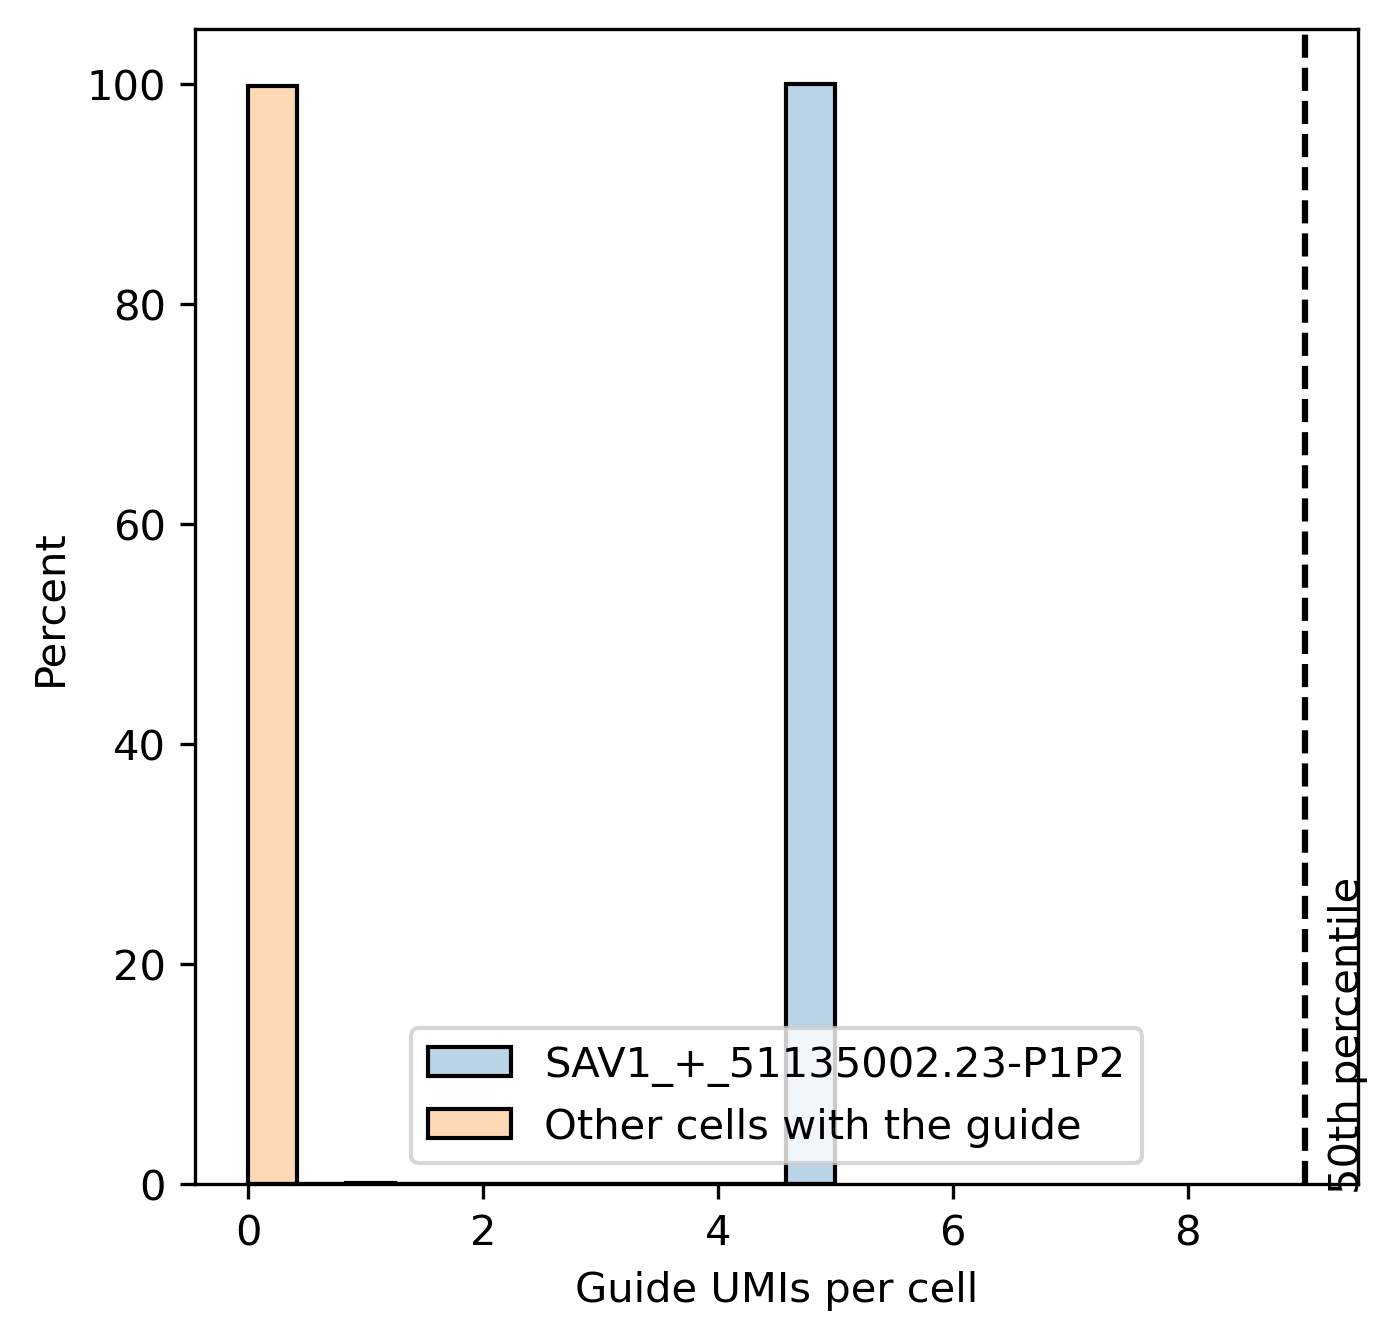 100
80
60
40
20
0
Percent
0 2 4 6 8
Guide UMIs per cell
SAV1_+_51135002.23-P1P2
Other cells with the guide
50th percentile